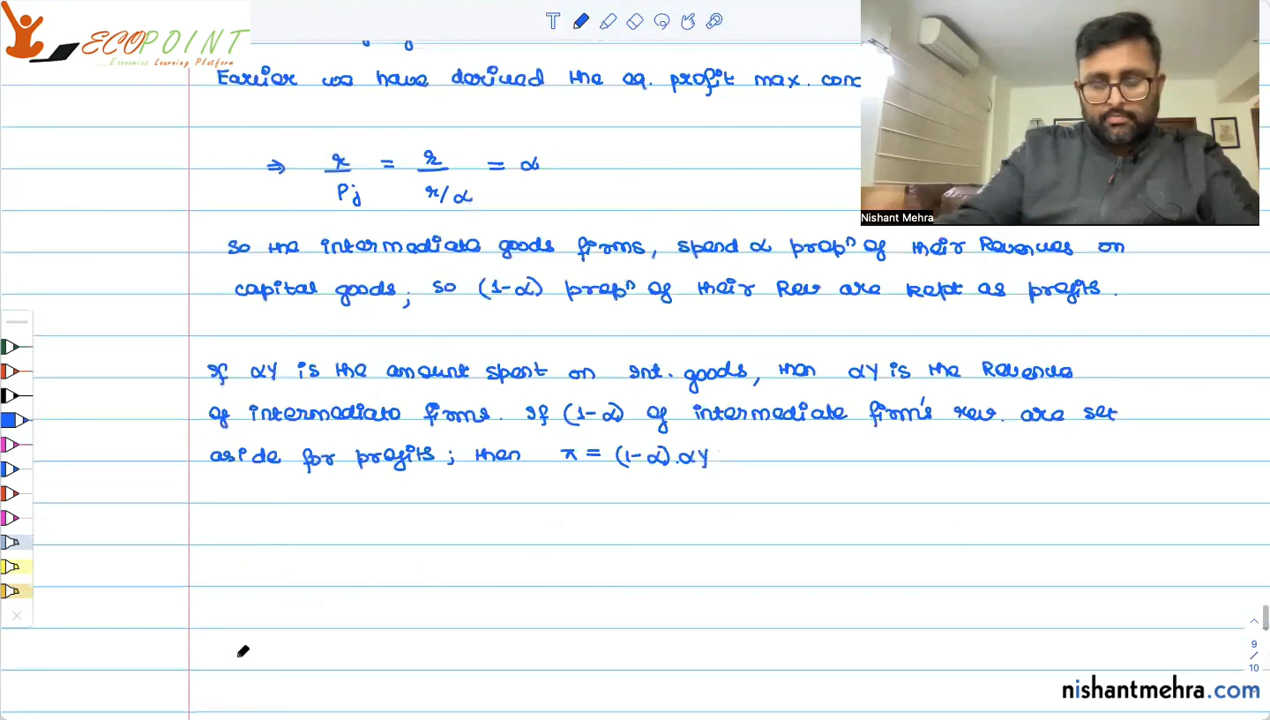 ECOPOINT
....Economics Learning Platform
T
Earlier we have derived the eq. profit max. conc
⇒ r/Pj = r/(r/α) = α
Nishant Mehra
So the intermediate goods firms, spend α propⁿ of their Revenues on
capital goods; so (1-α) propⁿ of their Rev are kept as profits.
If αY is the amount spent on Int. goods, then αY is the Revenue
of intermediate firms. If (1-α) of intermediate firm's rev. are set
aside for profits; then π = (1-α).αY
9
10
nishantmehra.com